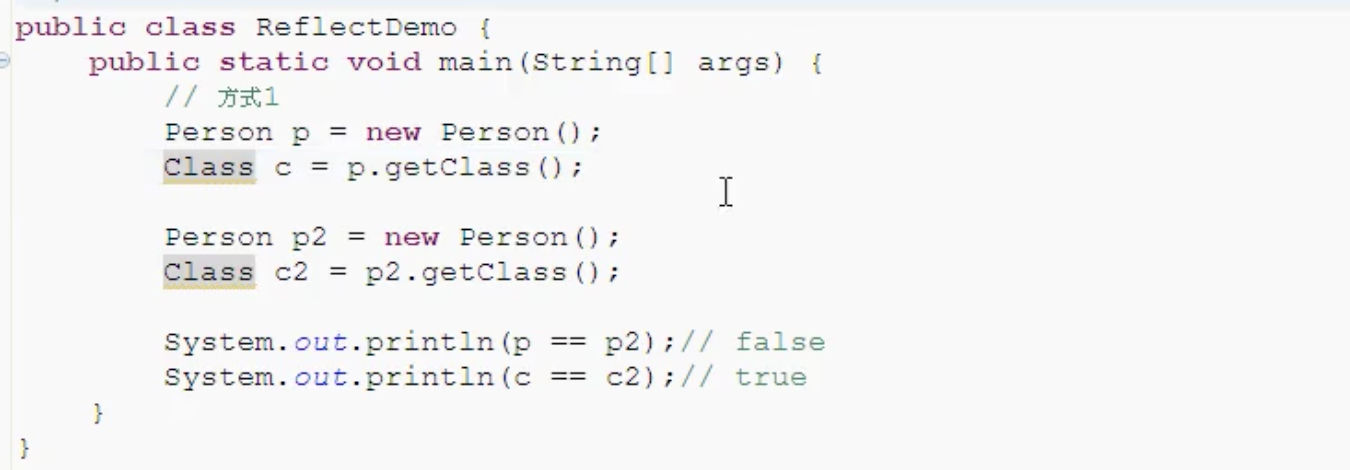 public class ReflectDemo {
public static void main(String[] args) {
// 方式1
Person p = new Person();
Class c = p.getClass();
Person p2 = new Person();
Class c2 = p2.getClass();
System.out.println(p == p2);// false
System.out.println(c == c2);// true
}
}